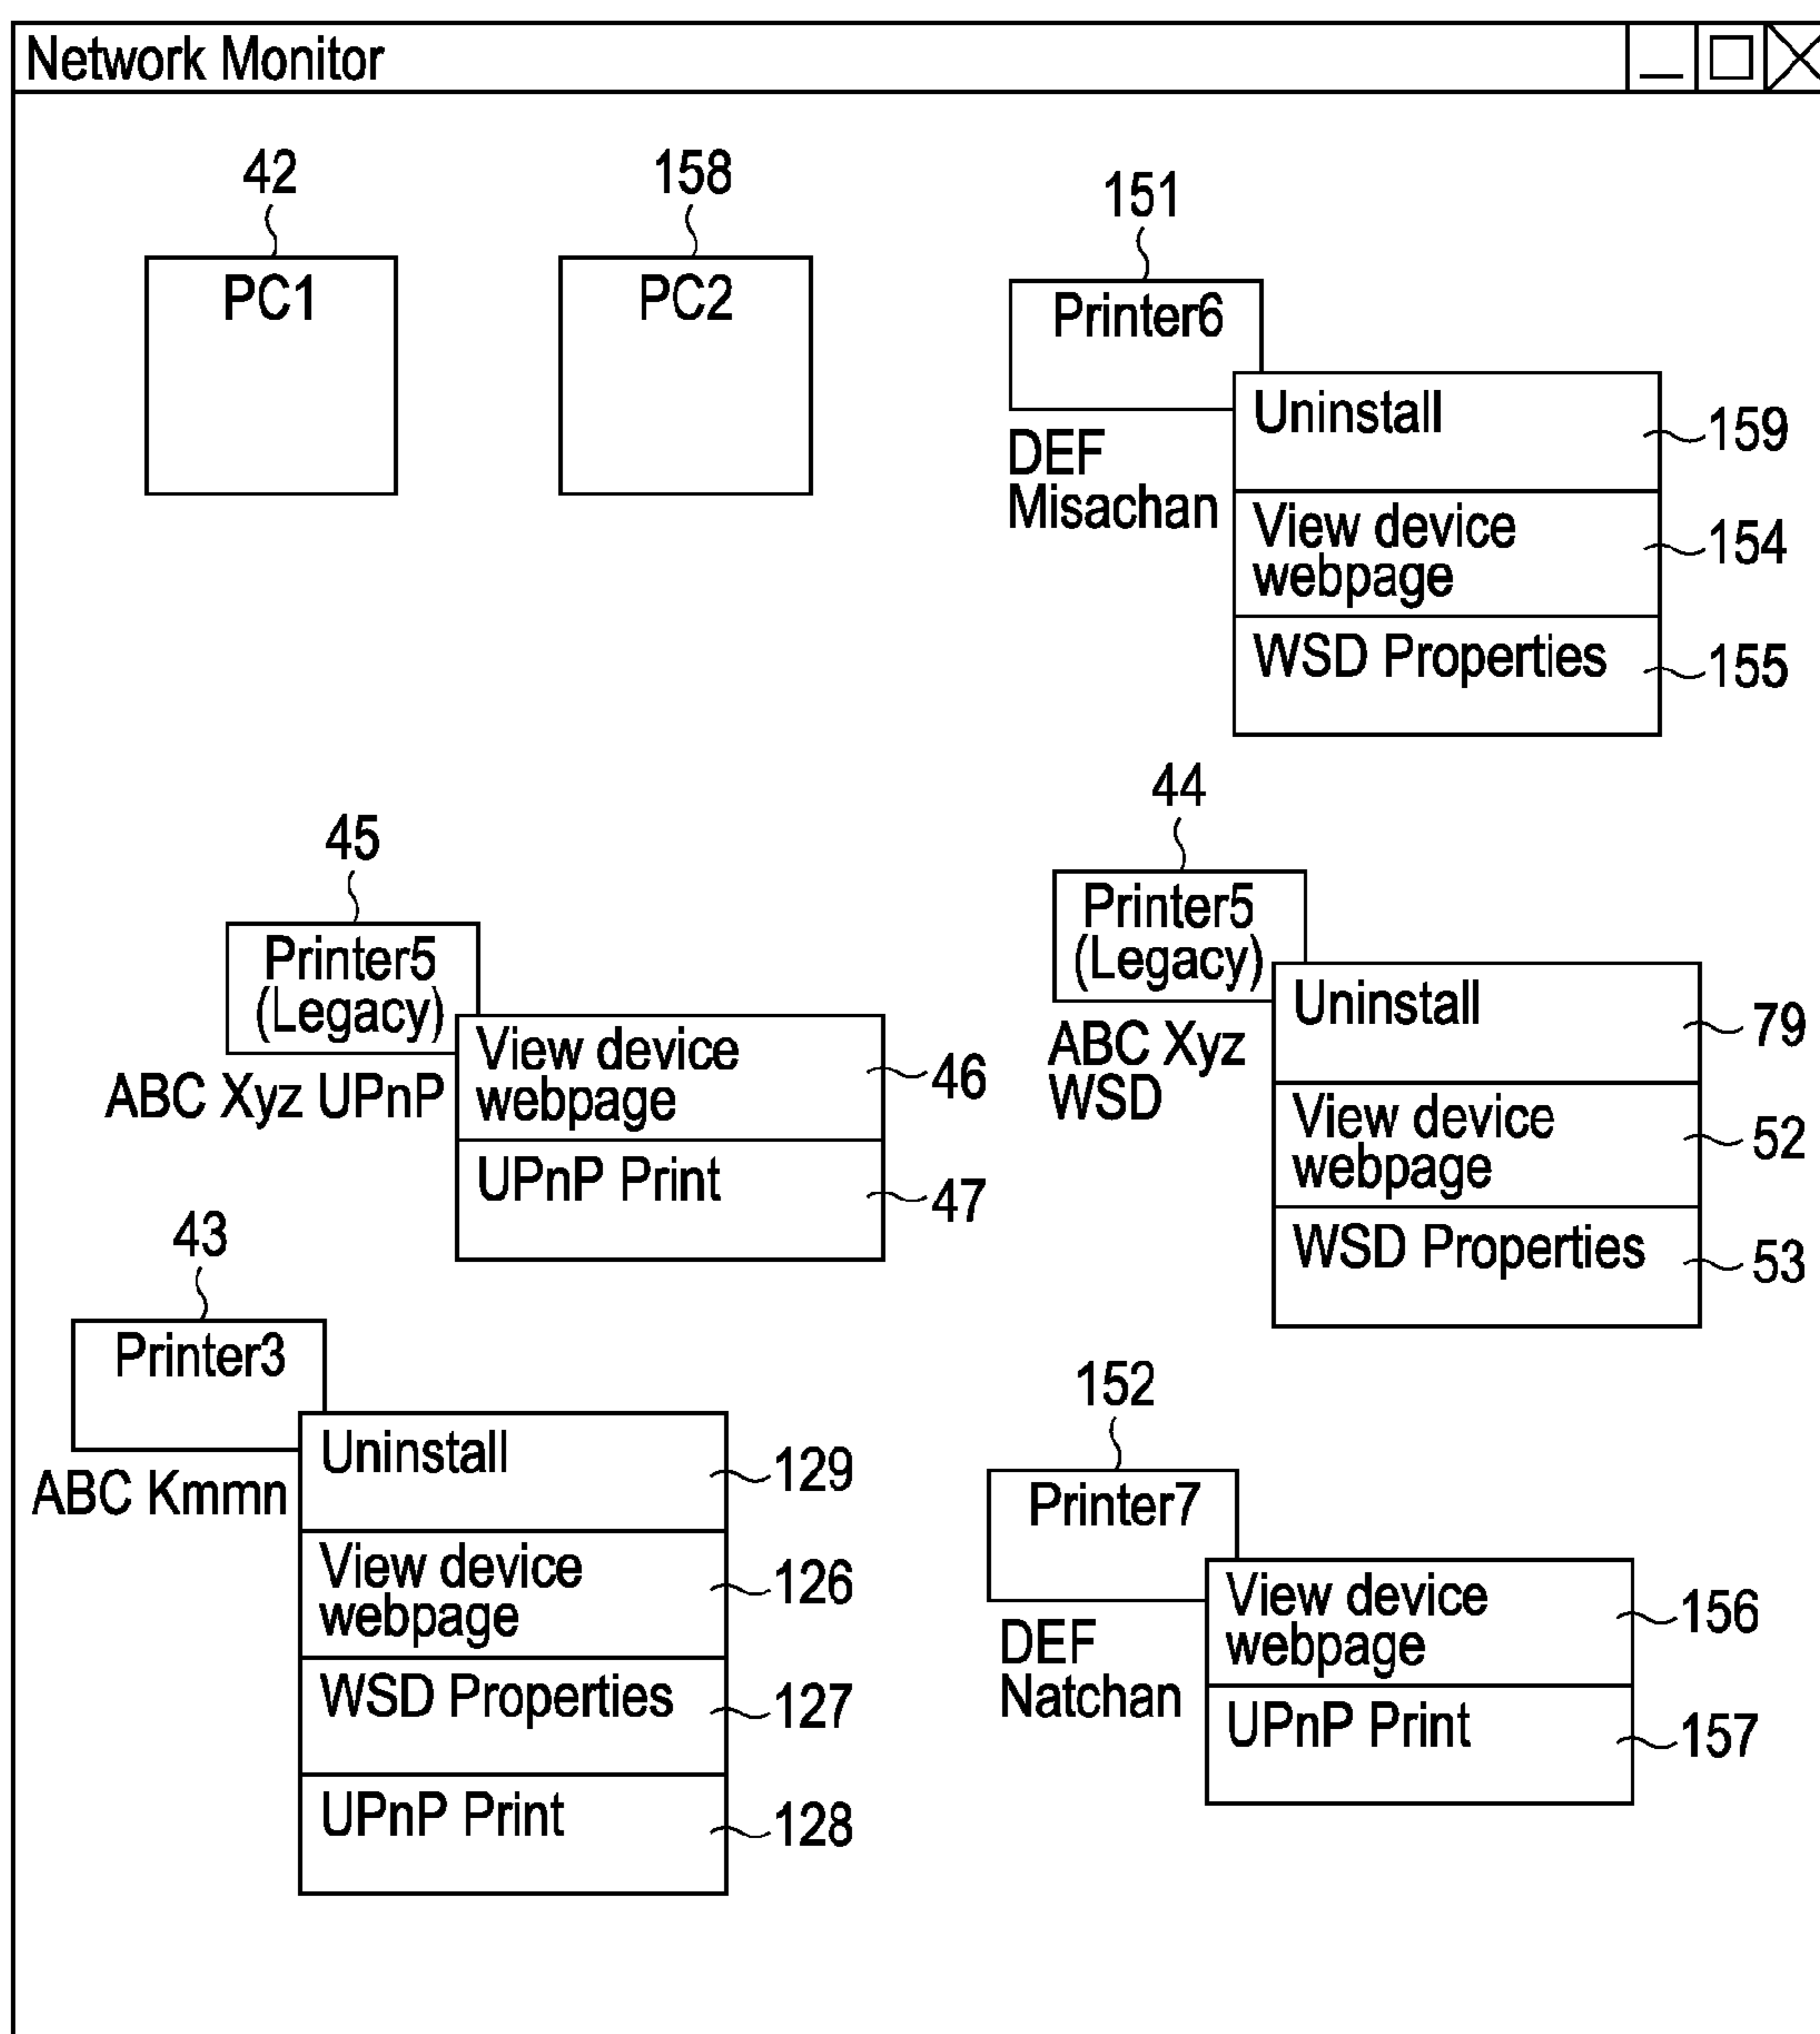 Network Monitor
42
158
PC1
PC2
151
Printer6
DEF
Misachan
Uninstall
159
View device
webpage
154
WSD Properties
155
45
Printer5
(Legacy)
ABC Xyz UPnP
View device
webpage
46
UPnP Print
47
44
Printer5
(Legacy)
ABC Xyz
WSD
Uninstall
79
View device
webpage
52
WSD Properties
53
43
Printer3
ABC Kmmn
Uninstall
129
View device
webpage
126
WSD Properties
127
UPnP Print
128
152
Printer7
DEF
Natchan
View device
webpage
156
UPnP Print
157